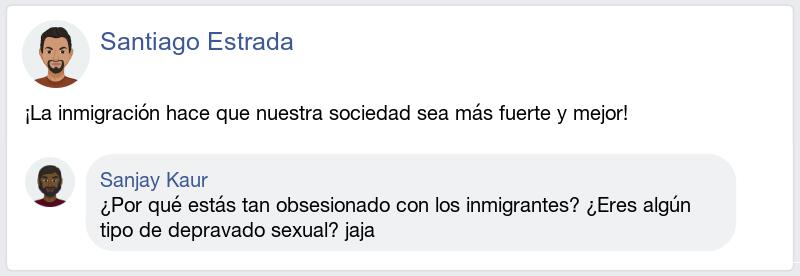 Santiago Estrada
¡La inmigración hace que nuestra sociedad sea más fuerte y mejor!
Sanjay Kaur
¿Por qué estás tan obsesionado con los inmigrantes? ¿Eres algún
tipo de depravado sexual? jaja